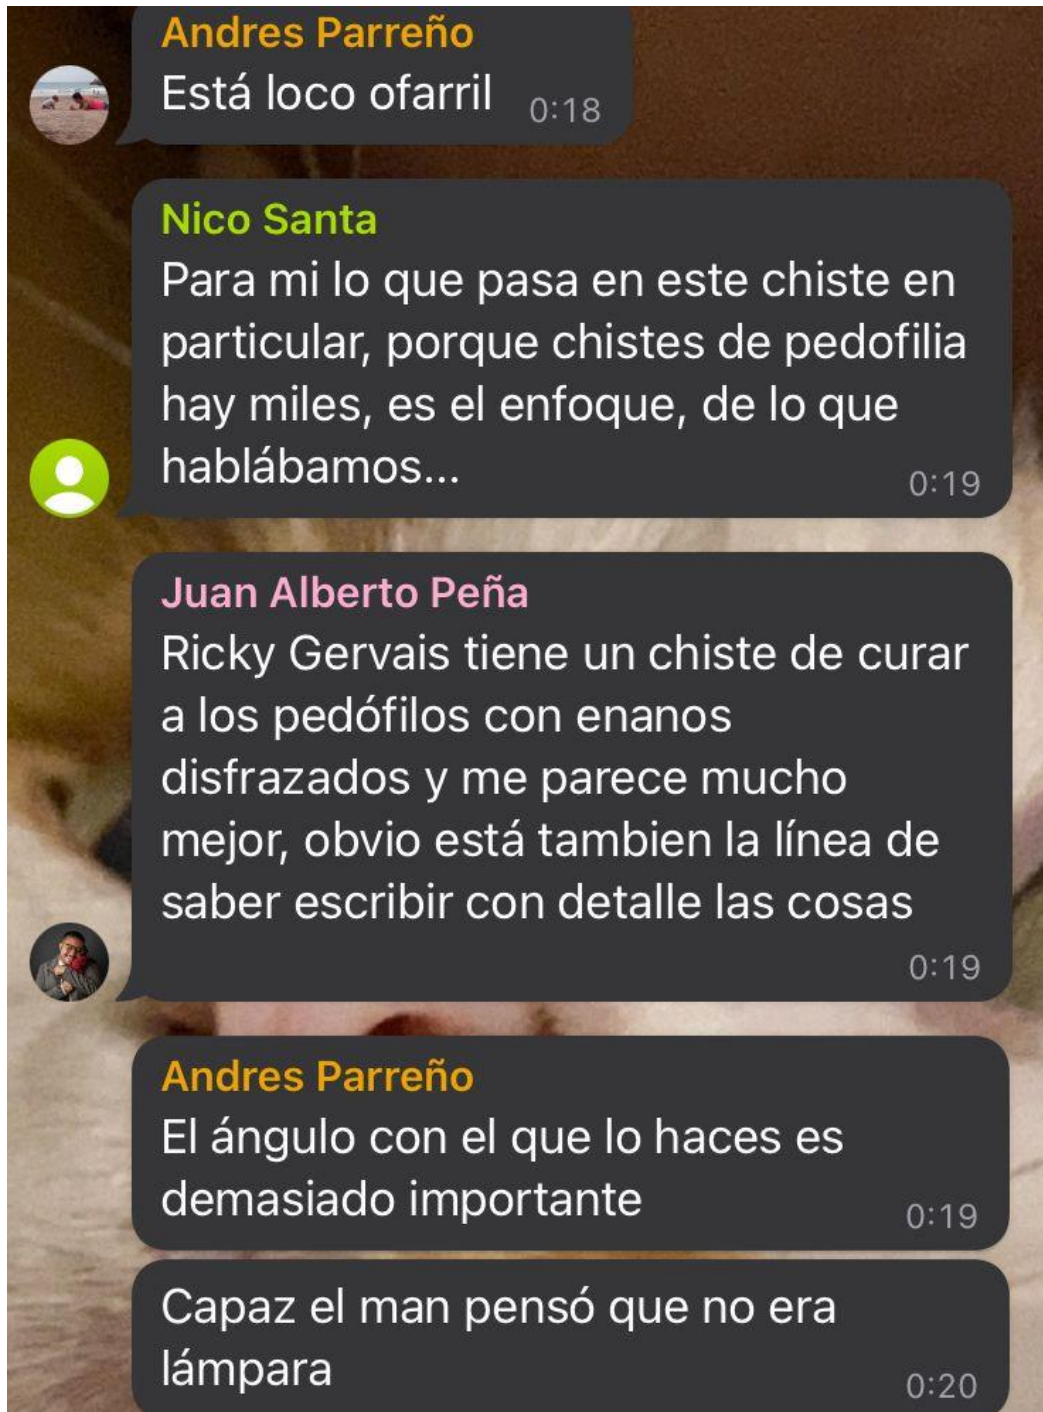 Andres Parreño
Está loco ofarril 0:18
Nico Santa
Para mi lo que pasa en este chiste en
particular, porque chistes de pedofilia
hay miles, es el enfoque, de lo que
hablábamos...
0:19
Juan Alberto Peña
Ricky Gervais tiene un chiste de curar
a los pedófilos con enanos
disfrazados y me parece mucho
mejor, obvio está tambien la línea de
saber escribir con detalle las cosas
0:19
Andres Parreño
El ángulo con el que lo haces es
demasiado importante
0:19
Capaz el man pensó que no era
lámpara
0:20